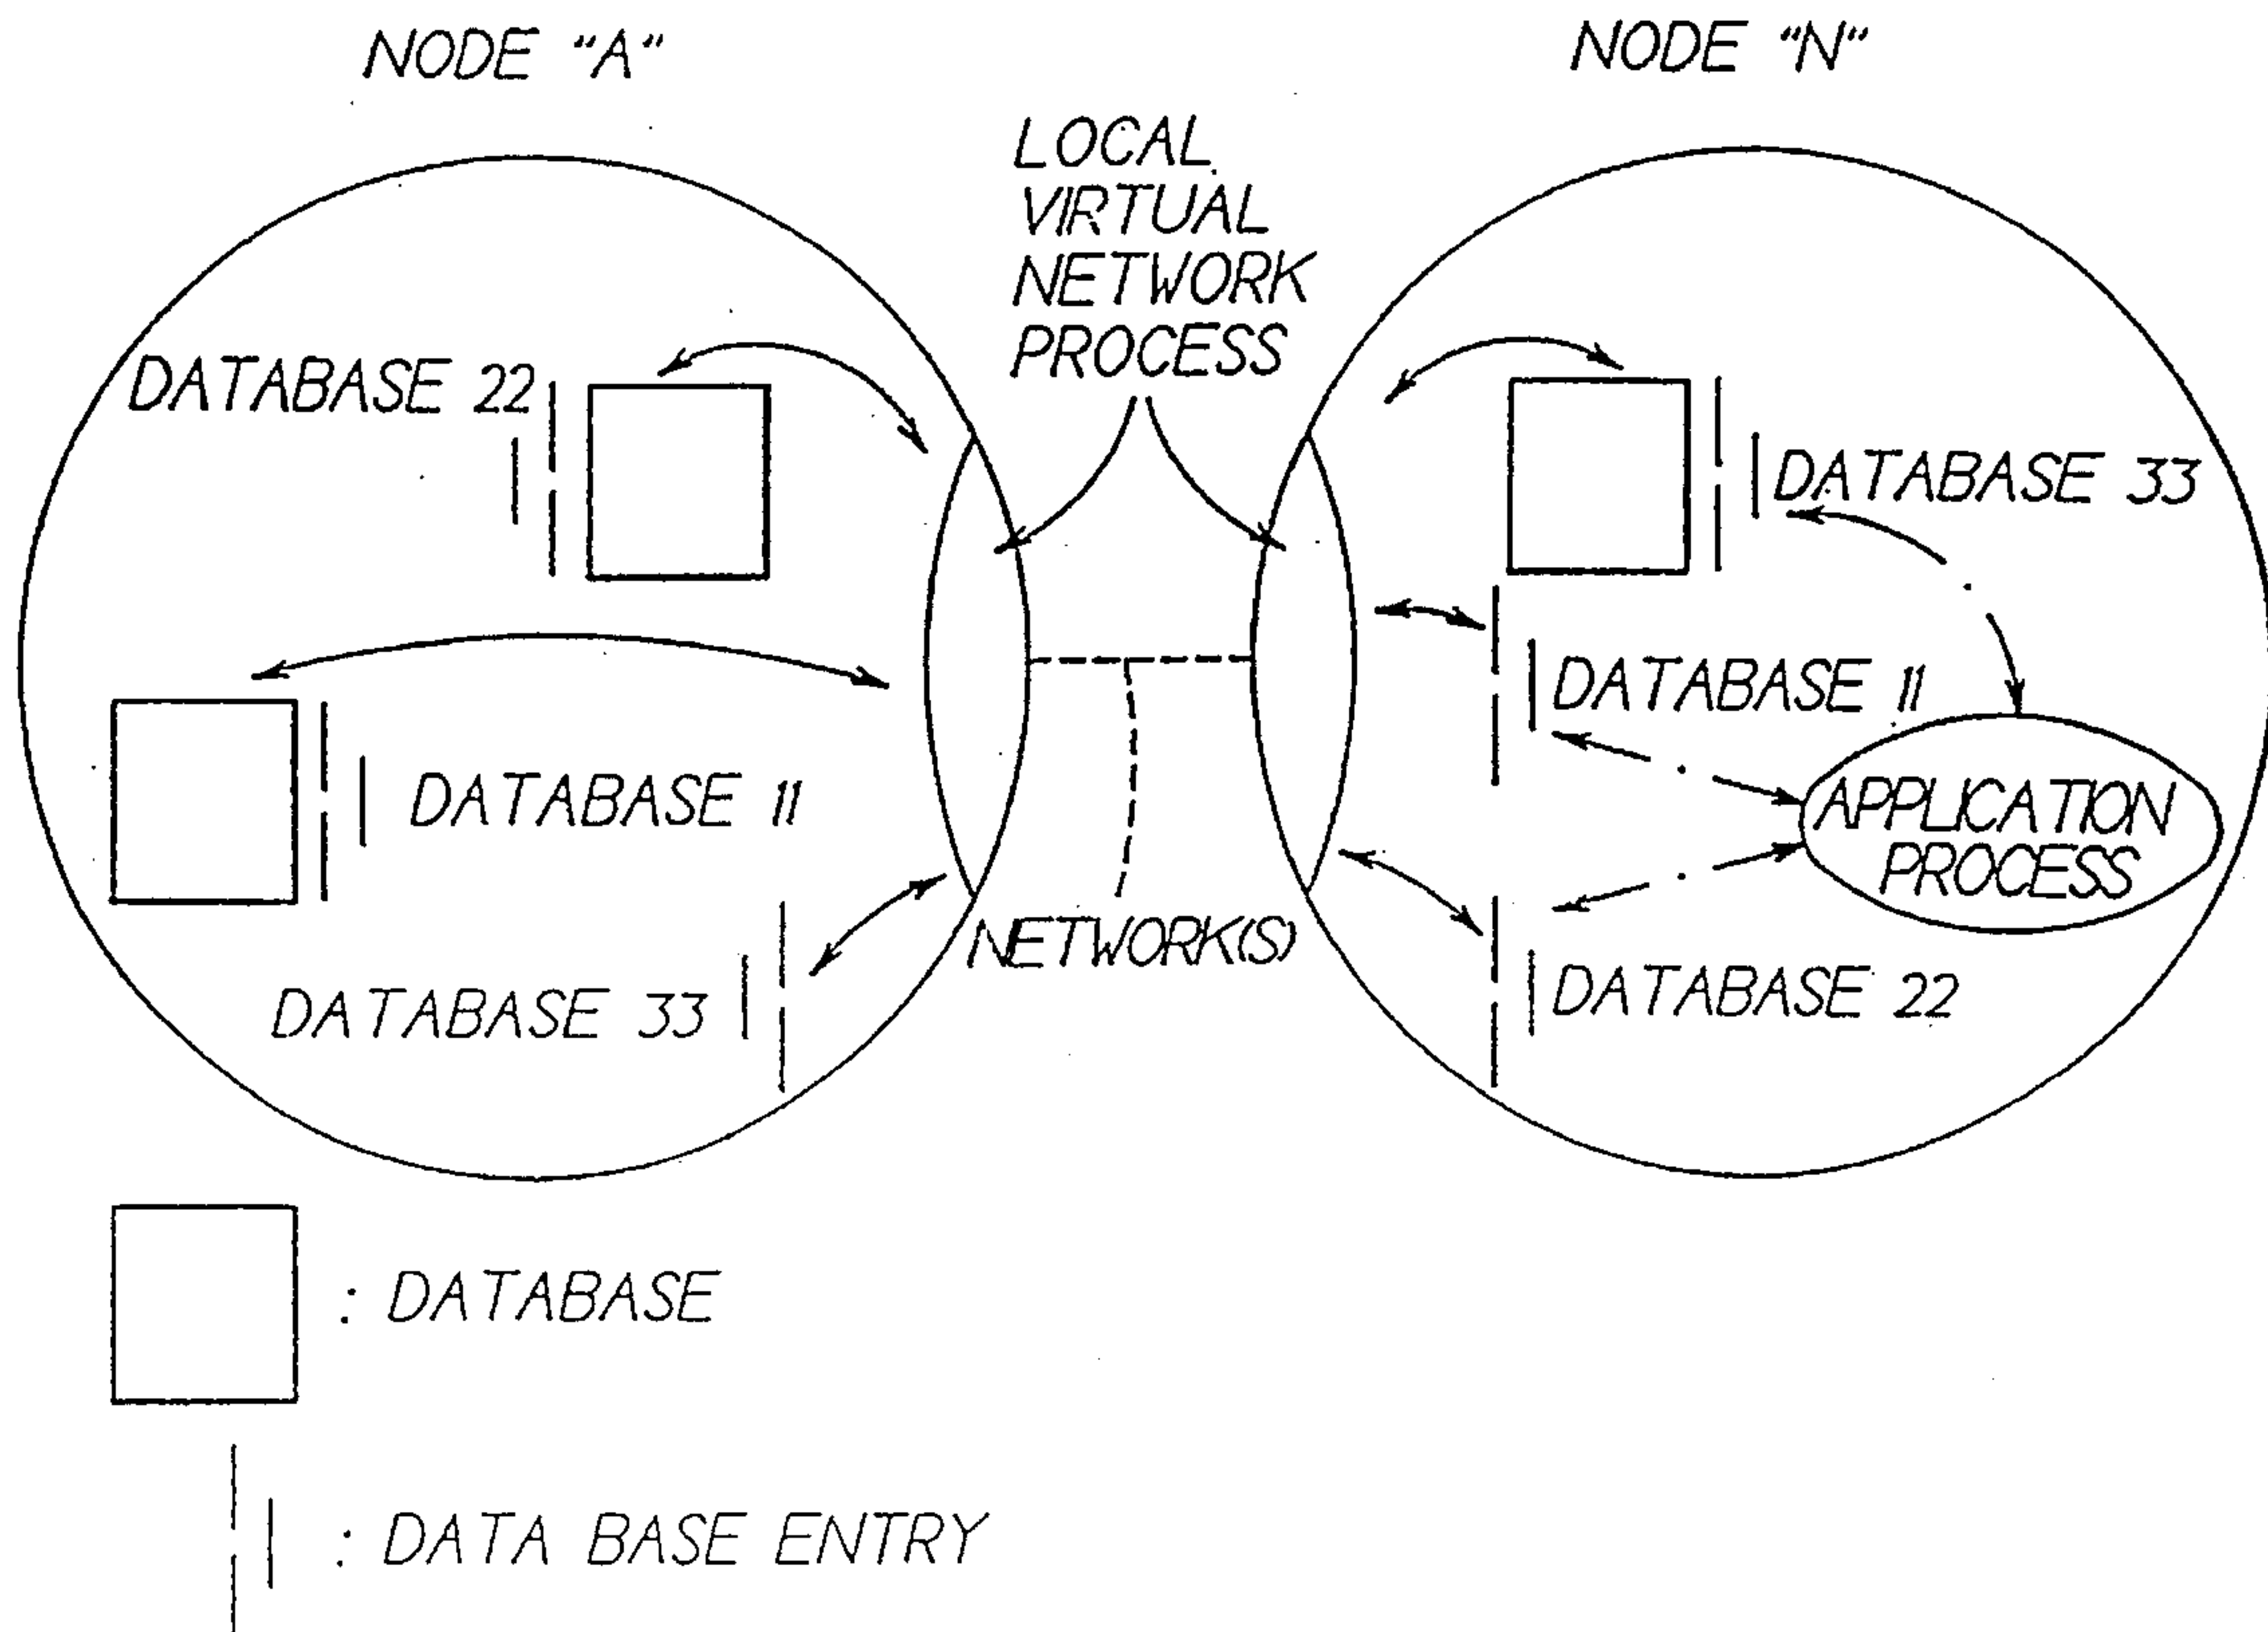 NODE "A"
NODE "N"
LOCAL
VIRTUAL
NETWORK
PROCESS
DATABASE 22
DATABASE 33
DATABASE 11
DATABASE 11
APPLICATION
PROCESS
NETWORK(S)
DATABASE 33
DATABASE 22
: DATABASE
: DATA BASE ENTRY